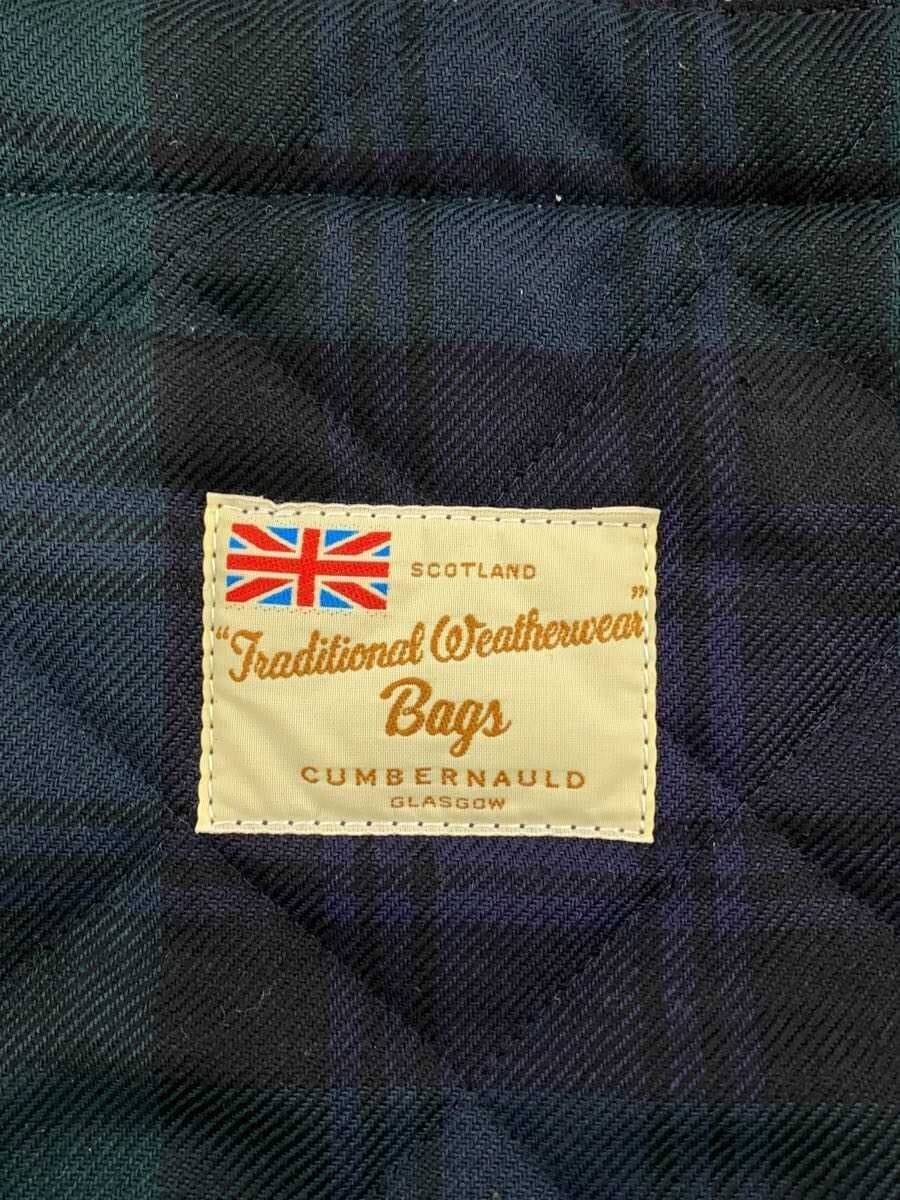 SCOTLAND
"Traditional Weatherwear"
Bags
CUMBERNAULD
GLASGOW